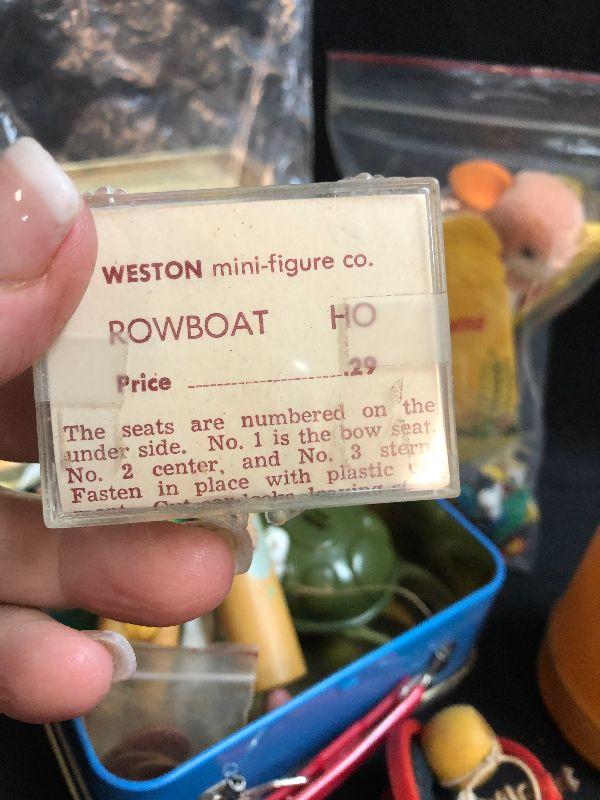 WESTON mini-figure co.
ROWBOAT HO
Price ----------------------.29
The seats are numbered on the
under side. No. 1 is the bow seat,
No. 2 center, and No. 3 stern
Fasten in place with plastic